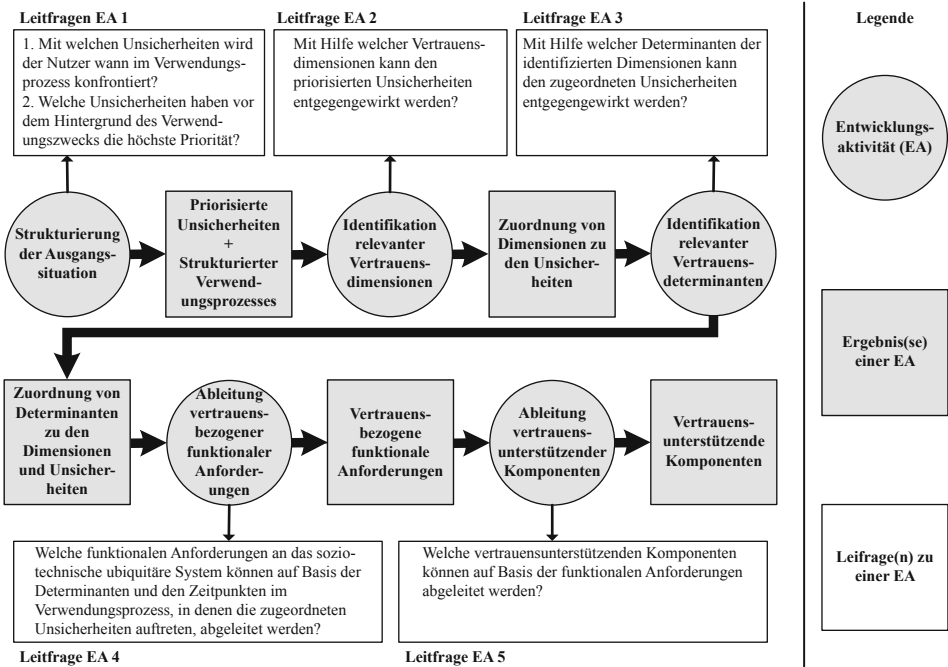 Leitfragen EA 1
1. Mit welchen Unsicherheiten wird
der Nutzer wann im Verwendungs-
prozess konfrontiert?
2. Welche Unsicherheiten haben vor
dem Hintergrund des Verwen-
dungszwecks die höchste Priorität?
Leitfrage EA 2
Mit Hilfe welcher Vertrauens-
dimensionen kann den
priorisierten Unsicherheiten
entgegengewirkt werden?
Leitfrage EA 3
Mit Hilfe welcher Determinanten der
identifizierten Dimensionen kann
den zugeordneten Unsicherheiten
entgegengewirkt werden?
Strukturierung
der Ausgangs-
situation
Priorisierte
Unsicherheiten
+
Strukturierter
Verwend-
ungsprozesses
Identifikation
relevanter
Vertrauens-
dimensionen
Zuordnung von
Dimensionen zu
den Unsicher-
heiten
Identifikation
relevanter
Vertrauens-
determinanten
Zuordnung von
Determinanten
zu den
Dimensionen
und Unsicher-
heiten
Ableitung
vertrauens-
bezogener
funktionaler
Anforder-
ungen
Vertrauens-
bezogene
funktionale
Anforderungen
Ableitung
vertrauens-
unterstützender
Komponenten
Vertrauens-
unterstützende
Komponenten
Welche funktionalen Anforderungen an das sozio-
technische ubiquitäre System können auf Basis der
Determinanten und den Zeitpunkten im
Verwendungsprozess, in denen die zugeordneten
Unsicherheiten auftreten, abgeleitet werden?
Leitfrage EA 4
Welche vertrauensunterstützenden Komponenten
können auf Basis der funktionalen Anforderungen
abgeleitet werden?
Leitfrage EA 5
Legende
Entwicklungs-
aktivität (EA)
Ergebnis(se)
einer EA
Leifrage(n) zu
einer EA